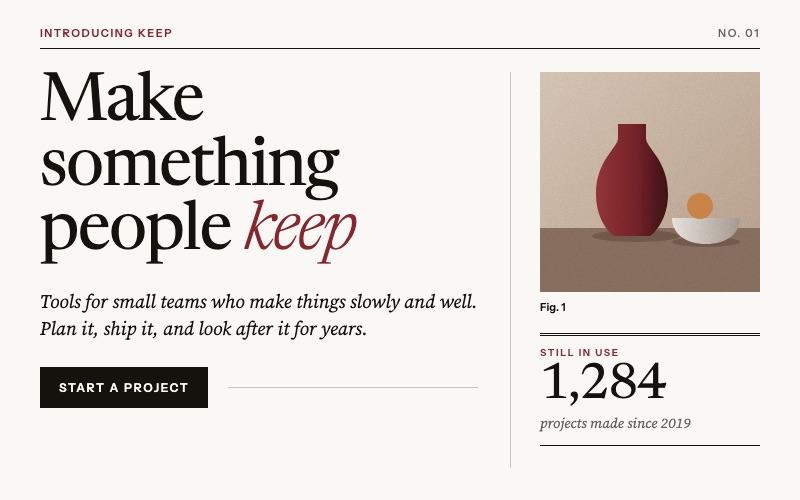 INTRODUCING KEEP
NO. 01
Make
something
people keep
Tools for small teams who make things slowly and well.
Plan it, ship it, and look after it for years.
START A PROJECT
Fig. 1
STILL IN USE
1,284
projects made since 2019